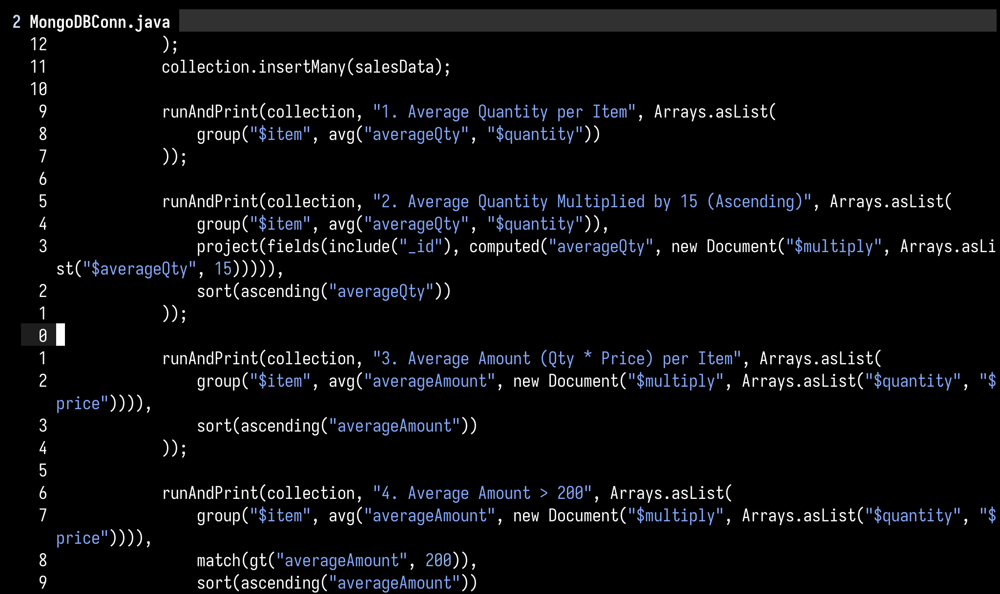 2 MongoDBConn.java
12             );
11             collection.insertMany(salesData);
10
 9             runAndPrint(collection, "1. Average Quantity per Item", Arrays.asList(
 8                 group("$item", avg("averageQty", "$quantity"))
 7             ));
 6
 5             runAndPrint(collection, "2. Average Quantity Multiplied by 15 (Ascending)", Arrays.asList(
 4                 group("$item", avg("averageQty", "$quantity")),
 3                 project(fields(include("_id"), computed("averageQty", new Document("$multiply", Arrays.asLi
st("$averageQty", 15))))),
 2                 sort(ascending("averageQty"))
 1             ));
 0
 1             runAndPrint(collection, "3. Average Amount (Qty * Price) per Item", Arrays.asList(
 2                 group("$item", avg("averageAmount", new Document("$multiply", Arrays.asList("$quantity", "$
price")))),
 3                 sort(ascending("averageAmount"))
 4             ));
 5
 6             runAndPrint(collection, "4. Average Amount > 200", Arrays.asList(
 7                 group("$item", avg("averageAmount", new Document("$multiply", Arrays.asList("$quantity", "$
price")))),
 8                 match(gt("averageAmount", 200)),
 9                 sort(ascending("averageAmount"))